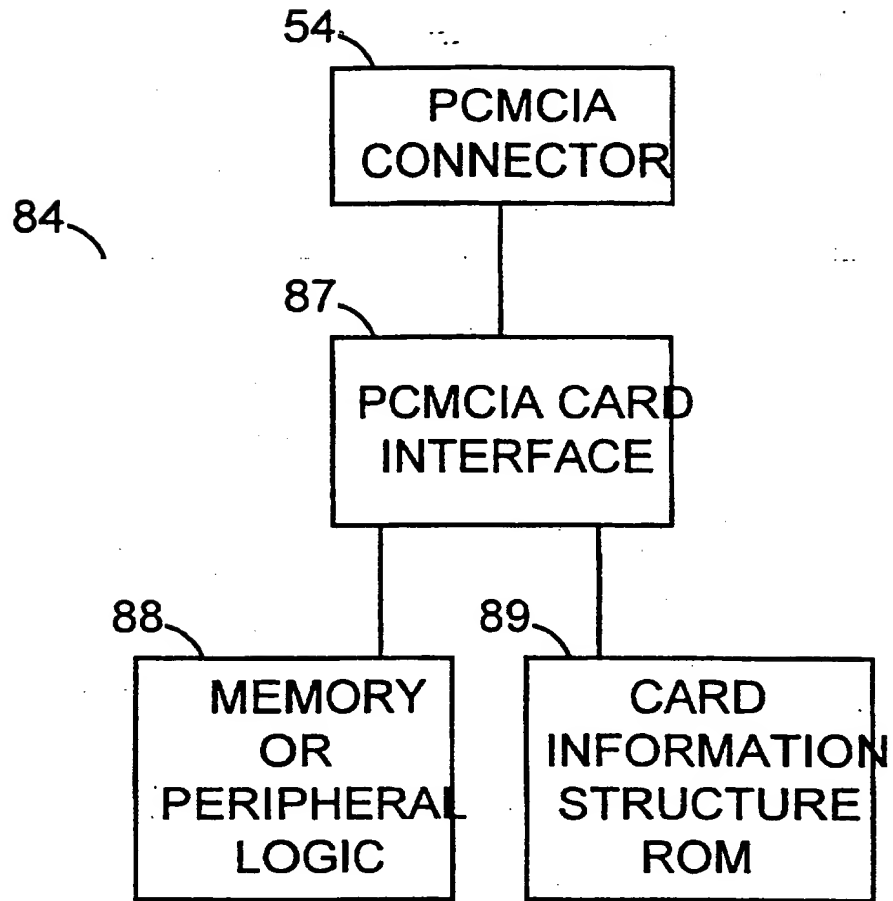 54
PCMCIA
CONNECTOR
84
87
PCMCIA CARD
INTERFACE
88
MEMORY
OR
PERIPHERAL
LOGIC
89
CARD
INFORMATION
STRUCTURE
ROM